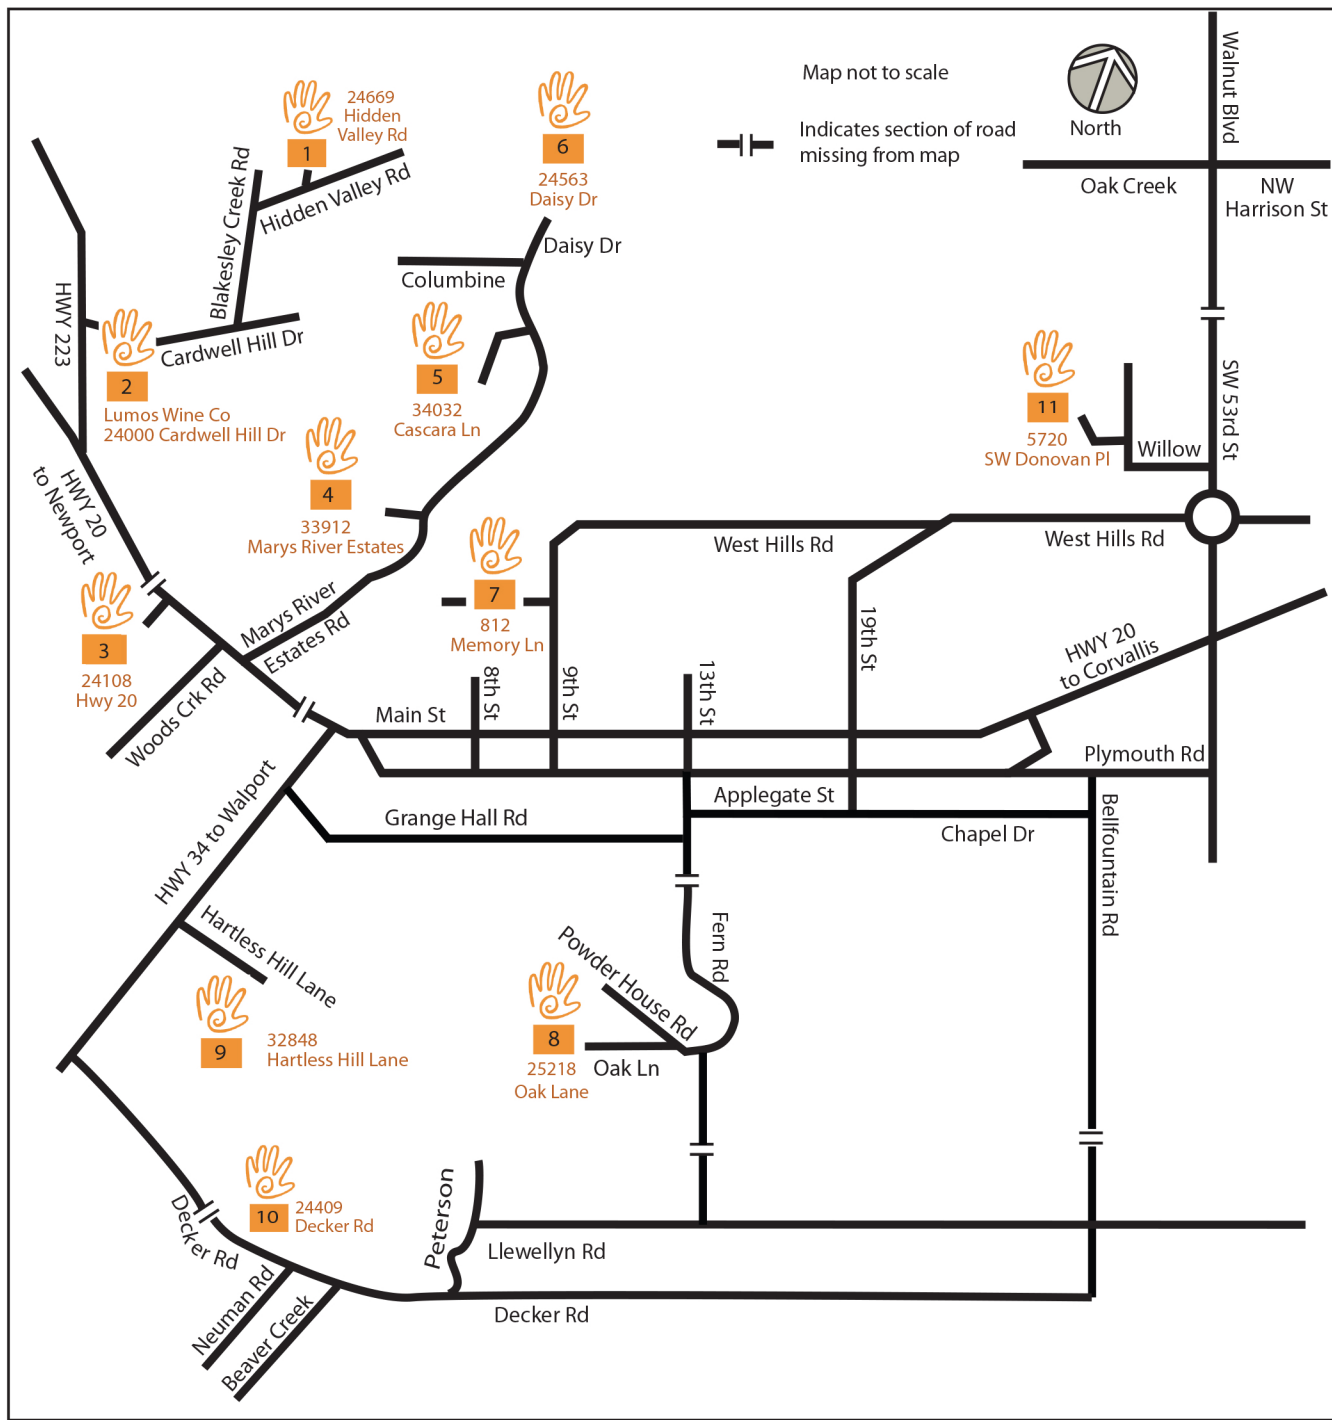 Map not to scale
Indicates section of road
missing from map
North
Walnut Blvd
Oak Creek
NW
Harrison St
24669
Hidden
Valley Rd
1
Hidden Valley Rd
Blakesley Creek Rd
Cardwell Hill Dr
6
24563
Daisy Dr
Daisy Dr
Columbine
HWY 223
2
Lumos Wine Co
24000 Cardwell Hill Dr
5
34032
Cascara Ln
SW 53rd St
11
5720
SW Donovan Pl
Willow
HWY 20
to Newport
4
33912
Marys River Estates
West Hills Rd
West Hills Rd
7
812
Memory Ln
3
24108
Hwy 20
Marys River
Estates Rd
Woods Crk Rd
19th St
HWY 20
to Corvallis
8th St
9th St
13th St
Main St
Plymouth Rd
Applegate St
Grange Hall Rd
Chapel Dr
Bellfountain Rd
HWY 34 to Walport
Hartless Hill Lane
Fern Rd
Powder House Rd
8
25218
Oak Lane
Oak Ln
9
32848
Hartless Hill Lane
10
24409
Decker Rd
Decker Rd
Peterson
Llewellyn Rd
Neuman Rd
Beaver Creek
Decker Rd